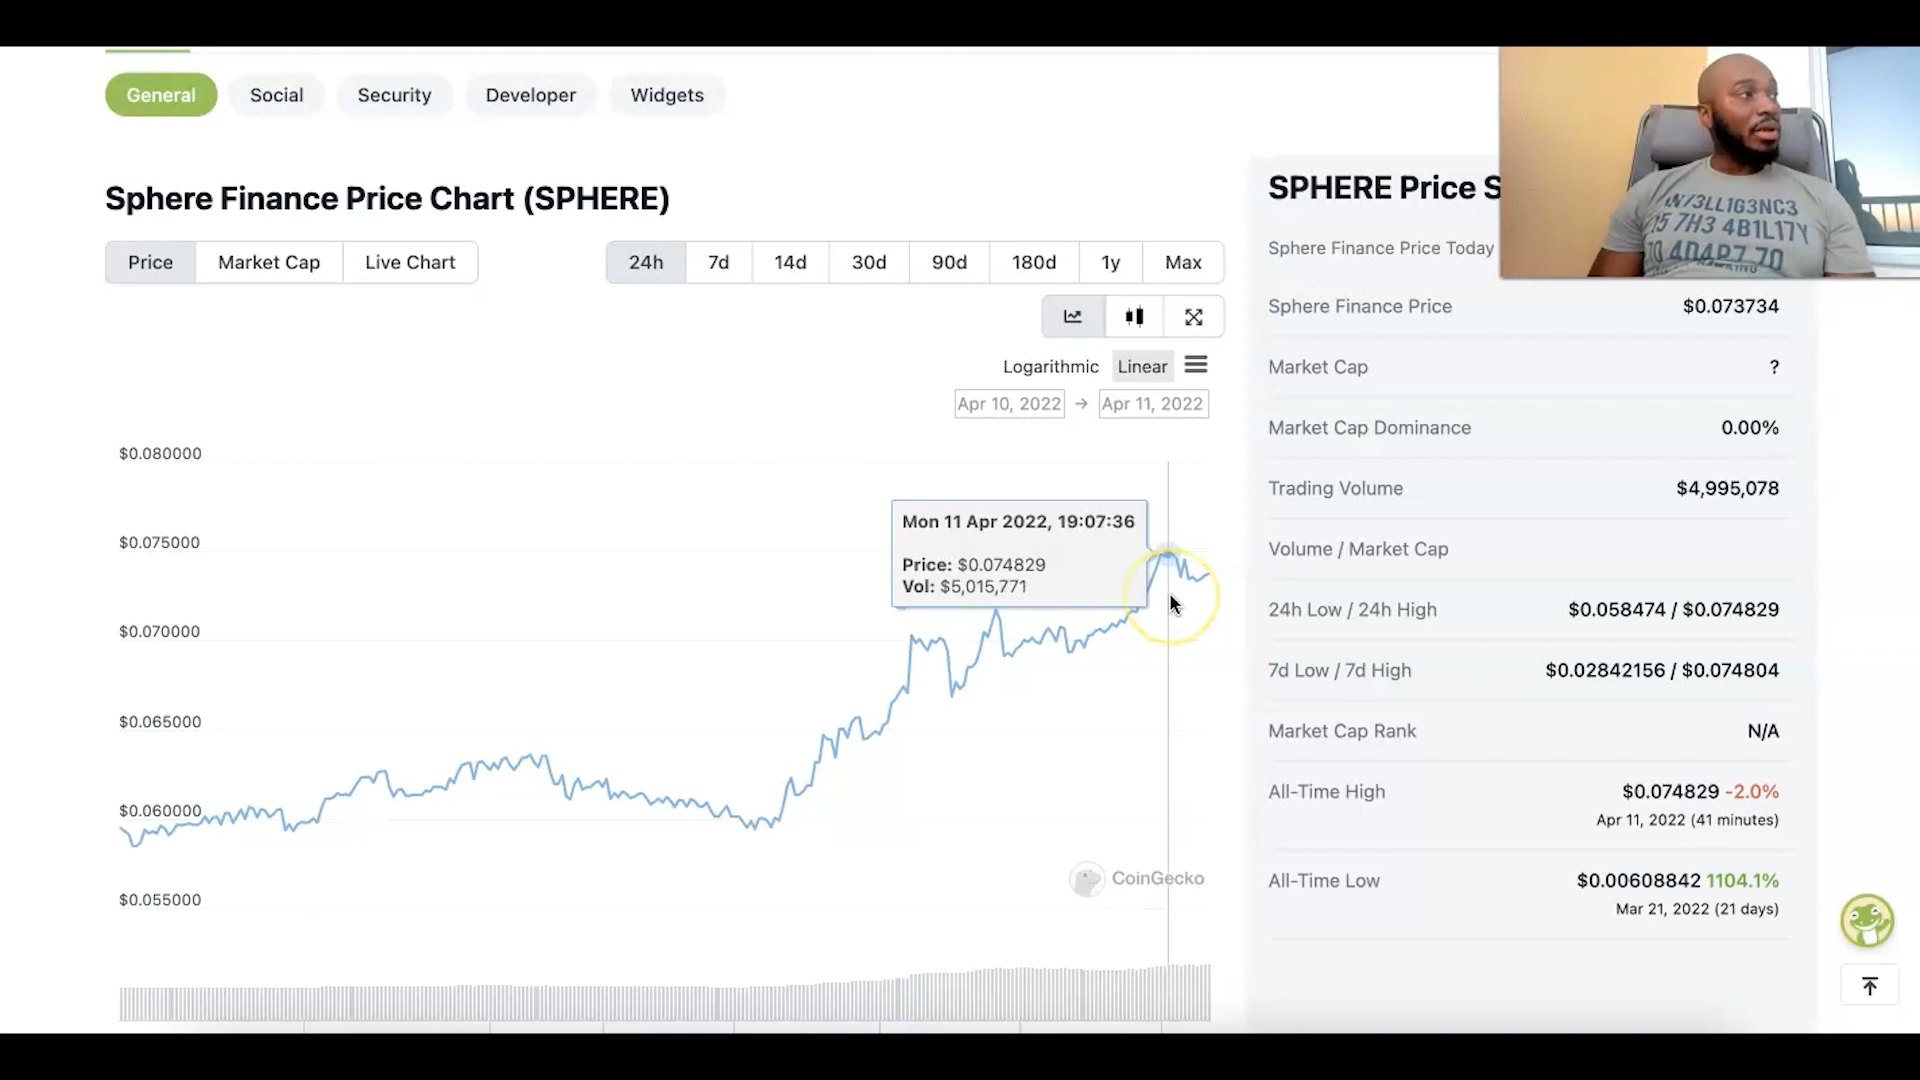 General
Social
Security
Developer
Widgets
Sphere Finance Price Chart (SPHERE)
Price
Market Cap
Live Chart
24h
7d
14d
30d
90d
180d
1y
Max
Logarithmic
Linear
Apr 10, 2022 → Apr 11, 2022
$0.080000
$0.075000
$0.070000
$0.065000
$0.060000
$0.055000
Mon 11 Apr 2022, 19:07:36
Price: $0.074829
Vol: $5,015,771
CoinGecko
SPHERE Price S
Sphere Finance Price Today
Sphere Finance Price $0.073734
Market Cap ?
Market Cap Dominance 0.00%
Trading Volume $4,995,078
Volume / Market Cap
24h Low / 24h High $0.058474 / $0.074829
7d Low / 7d High $0.02842156 / $0.074804
Market Cap Rank N/A
All-Time High $0.074829 -2.0%
Apr 11, 2022 (41 minutes)
All-Time Low $0.00608842 1104.1%
Mar 21, 2022 (21 days)
1N73LL1G3NC3
15 7H3 4B1L17Y
70 4D4P7 70